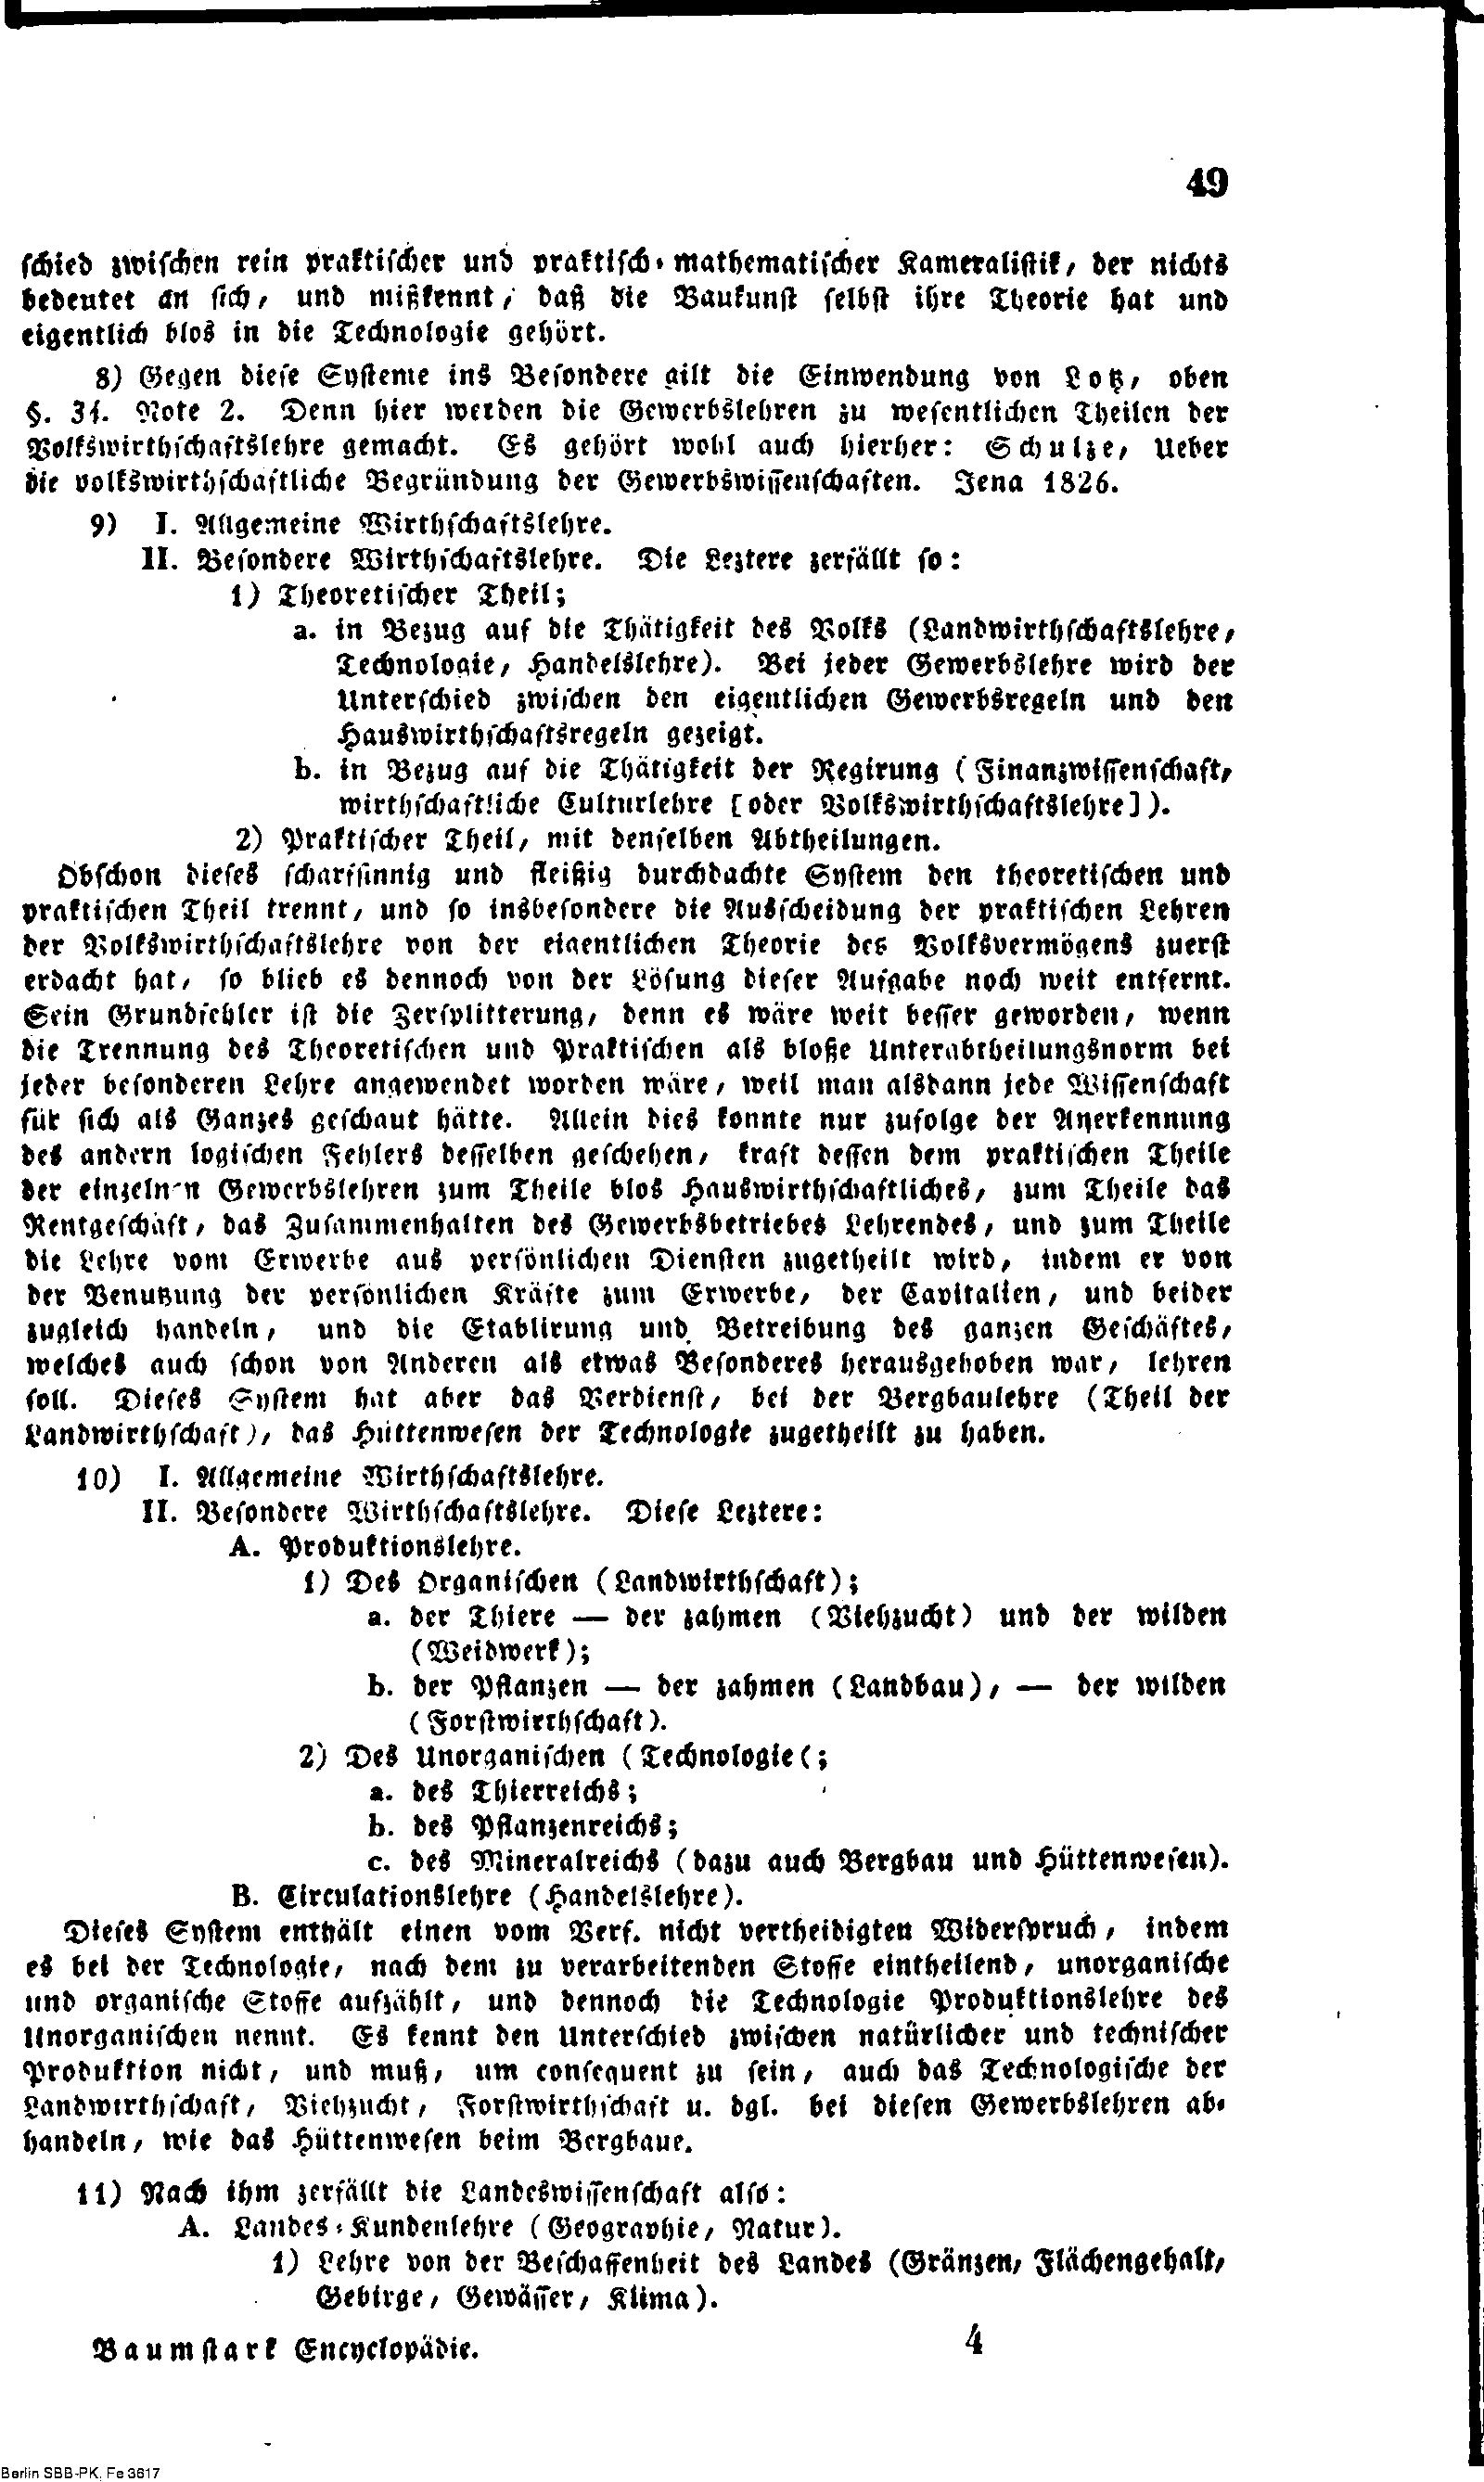 49
schied zwischen rein praktischer und praktisch-mathematischer Kameralistik, der nichts
bedeutet an sich, und mißkennt, daß die Baukunst selbst ihre Theorie hat und
eigentlich blos in die Technologie gehört.
8) Gegen diese Systeme ins Besondere gilt die Einwendung von Lotz, oben
§. 31. Note 2. Denn hier werden die Gewerbslehren zu wesentlichen Theilen der
Volkswirthschaftslehre gemacht. Es gehört wohl auch hierher: Schulze, Ueber
die volkswirthschaftliche Begründung der Gewerbswissenschaften. Jena 1826.
9) I. Allgemeine Wirthschaftslehre.
II. Besondere Wirthschaftslehre. Die Leztere zerfällt so:
1) Theoretischer Theil;
a. in Bezug auf die Thätigkeit des Volks (Landwirthschaftslehre,
Technologie, Handelslehre). Bei jeder Gewerbslehre wird der
Unterschied zwischen den eigentlichen Gewerbsregeln und den
Hauswirthschaftsregeln gezeigt.
b. in Bezug auf die Thätigkeit der Regirung (Finanzwissenschaft,
wirthschaftliche Culturlehre [oder Volkswirthschaftslehre]).
2) Praktischer Theil, mit denselben Abtheilungen.
Obschon dieses scharfsinnig und fleißig durchdachte System den theoretischen und
praktischen Theil trennt, und so insbesondere die Ausscheidung der praktischen Lehren
der Volkswirthschaftslehre von der eigentlichen Theorie des Volksvermögens zuerst
erdacht hat, so blieb es dennoch von der Lösung dieser Aufgabe noch weit entfernt.
Sein Grundfehler ist die Zersplitterung, denn es wäre weit besser geworden, wenn
die Trennung des Theoretischen und Praktischen als bloße Unterabtheilungsnorm bei
jeder besonderen Lehre angewendet worden wäre, weil man alsdann jede Wissenschaft
für sich als Ganzes geschaut hätte. Allein dies konnte nur zufolge der Anerkennung
des andern logischen Fehlers desselben geschehen, kraft dessen dem praktischen Theile
der einzelnen Gewerbslehren zum Theile blos Hauswirthschaftliches, zum Theile das
Rentgeschäft, das Zusammenhalten des Gewerbsbetriebes Lehrendes, und zum Theile
die Lehre vom Erwerbe aus persönlichen Diensten zugetheilt wird, indem er von
der Benutzung der persönlichen Kräfte zum Erwerbe, der Capitalien, und beider
zugleich handeln, und die Etablirung und Betreibung des ganzen Geschäftes,
welches auch schon von Anderen als etwas Besonderes herausgehoben war, lehren
soll. Dieses System hat aber das Verdienst, bei der Bergbaulehre (Theil der
Landwirthschaft), das Hüttenwesen der Technologie zugetheilt zu haben.
10) I. Allgemeine Wirthschaftslehre.
II. Besondere Wirthschaftslehre. Diese Leztere:
A. Produktionslehre.
1) Des Organischen (Landwirthschaft);
a. der Thiere — der zahmen (Viehzucht) und der wilden
(Weidwerk);
b. der Pflanzen — der zahmen (Landbau), — der wilden
(Forstwirthschaft).
2) Des Unorganischen (Technologie(;
a. des Thierreichs;
b. des Pflanzenreichs;
c. des Mineralreichs (dazu auch Bergbau und Hüttenwesen).
B. Circulationslehre (Handelslehre).
Dieses System enthält einen vom Verf. nicht vertheidigten Widerspruch, indem
es bei der Technologie, nach dem zu verarbeitenden Stoffe eintheilend, unorganische
und organische Stoffe aufzählt, und dennoch die Technologie Produktionslehre des
Unorganischen nennt. Es kennt den Unterschied zwischen natürlicher und technischer
Produktion nicht, und muß, um consequent zu sein, auch das Technologische der
Landwirthschaft, Viehzucht, Forstwirthschaft u. dgl. bei diesen Gewerbslehren ab-
handeln, wie das Hüttenwesen beim Bergbaue.
11) Nach ihm zerfällt die Landeswissenschaft also:
A. Landes-Kundenlehre (Geographie, Natur).
1) Lehre von der Beschaffenheit des Landes (Gränzen, Flächengehalt,
Gebirge, Gewässer, Klima).
Baumstark Encyclopädie. 4
Berlin SBB-PK, Fe 3617